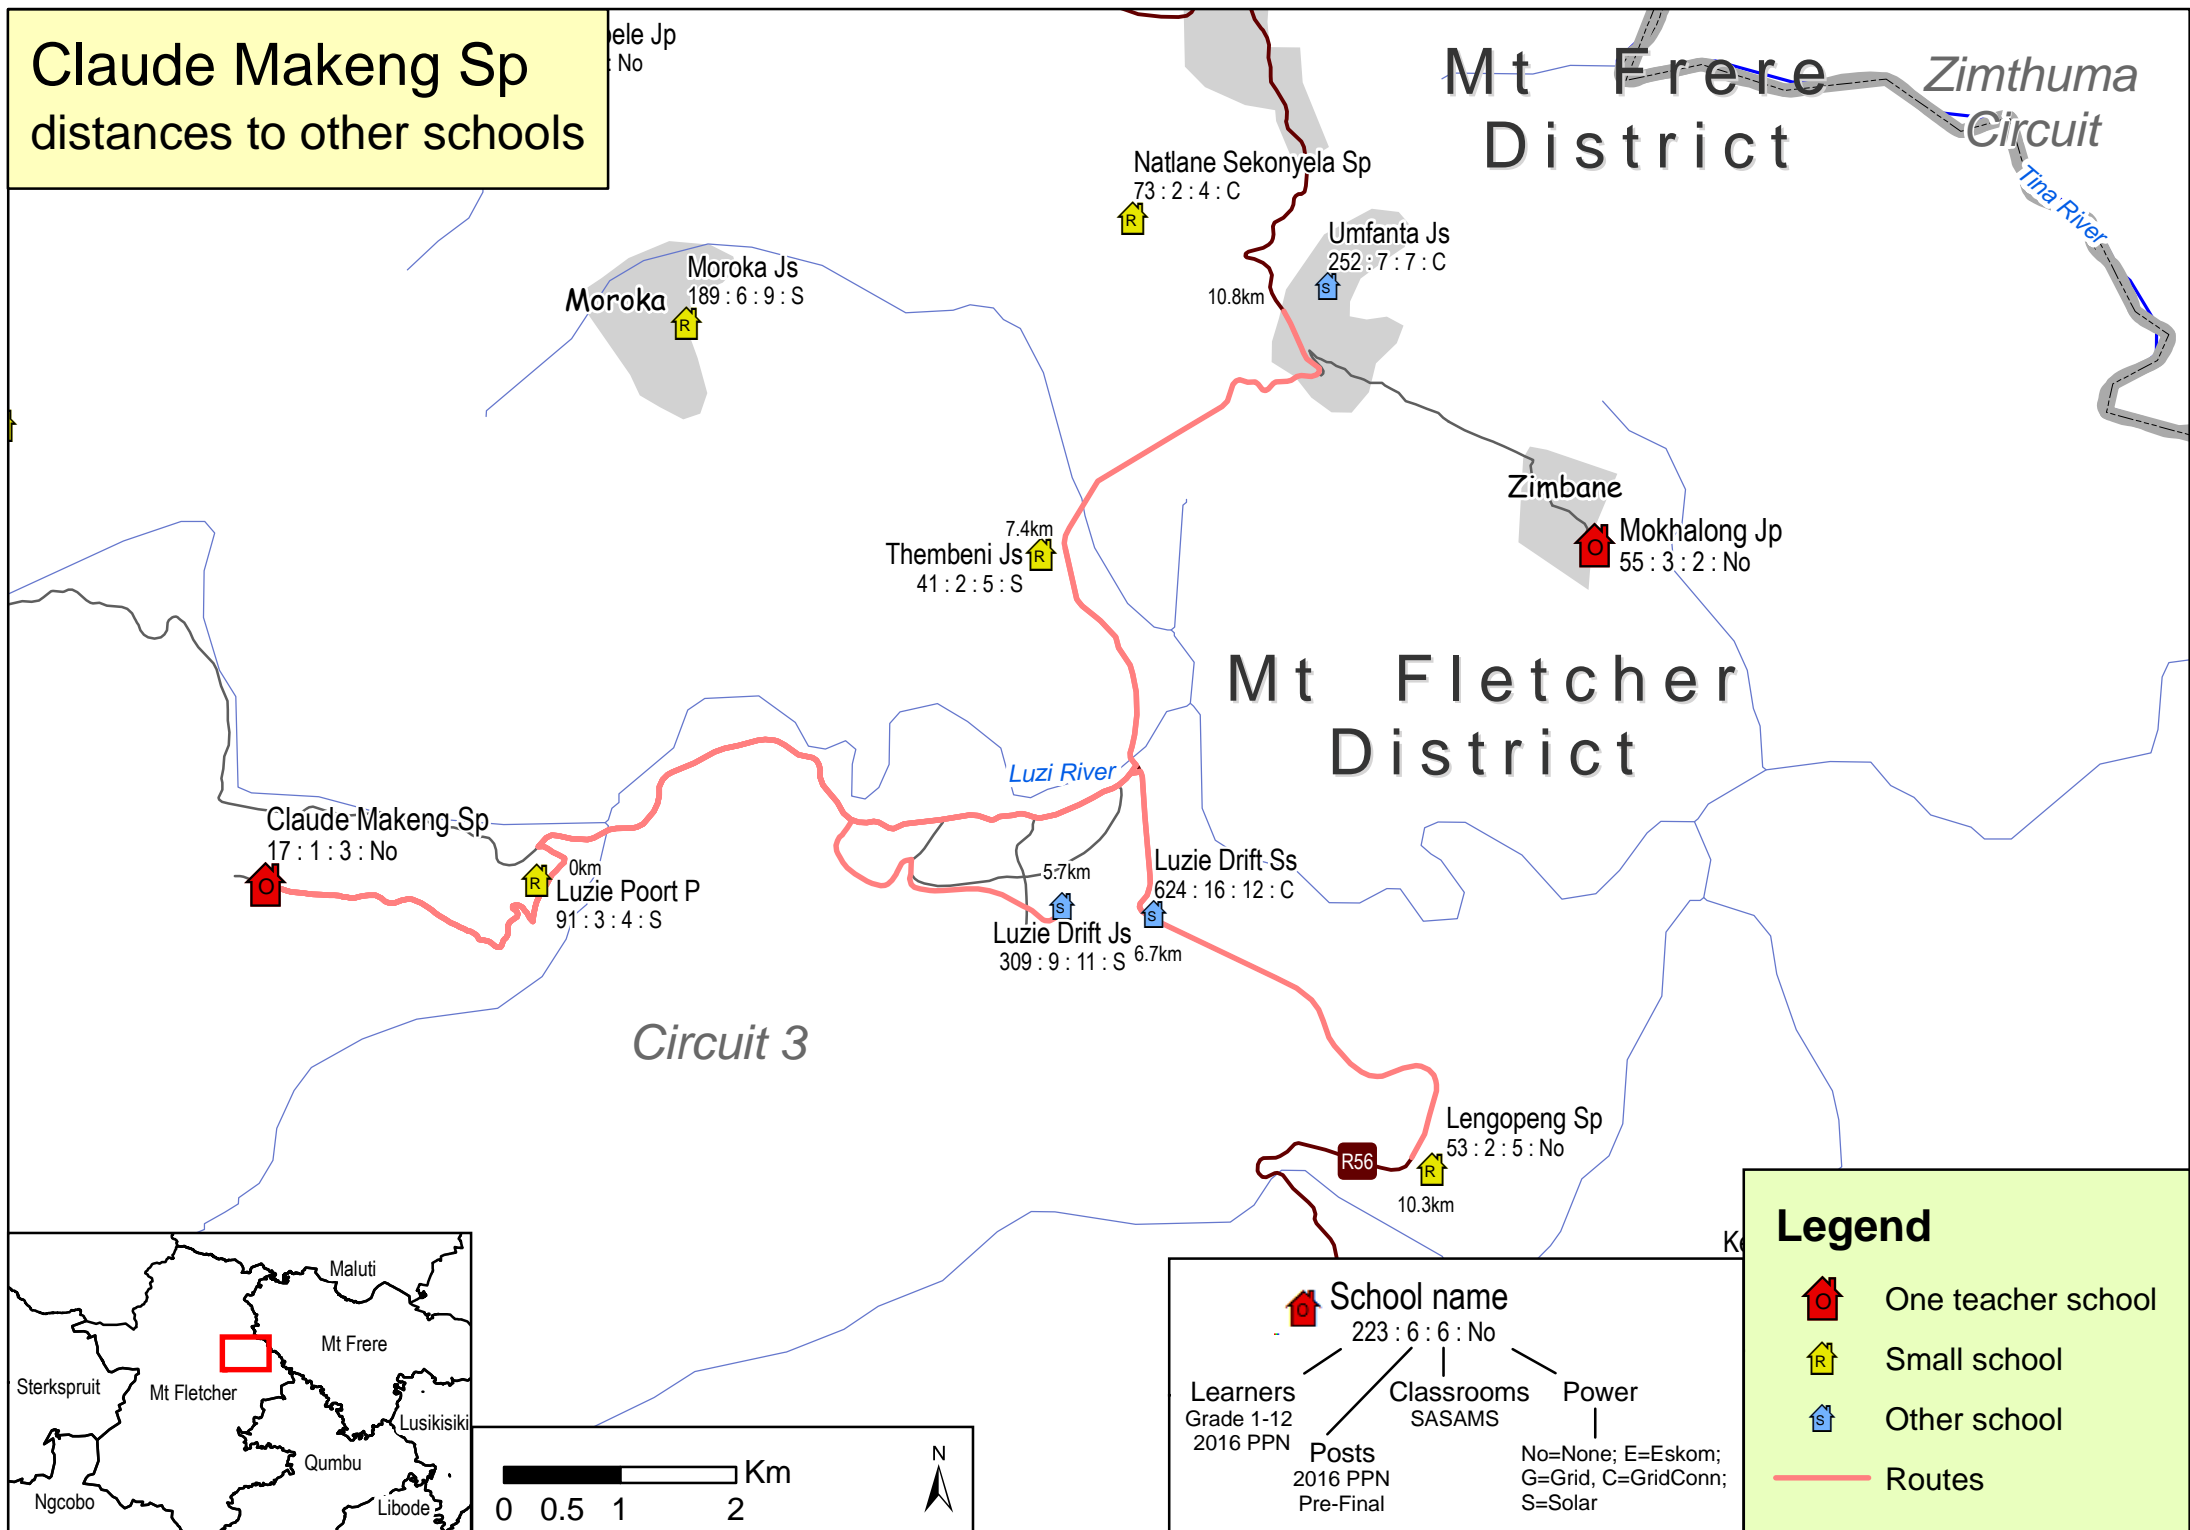 Claude Makeng Sp
distances to other schools
ele Jp
: No
Mt Frere
District
Zimthuma
Circuit
Tina River
Natlane Sekonyela Sp
73 : 2 : 4 : C
R
Umfanta Js
252 : 7 : 7 : C
S
10.8km
Moroka Js
189 : 6 : 9 : S
Moroka
R
Zimbane
Mokhalong Jp
55 : 3 : 2 : No
O
7.4km
Thembeni Js
41 : 2 : 5 : S
R
Mt Fletcher
District
Luzi River
Claude Makeng Sp
17 : 1 : 3 : No
O
0km
Luzie Poort P
91 : 3 : 4 : S
R
5.7km
S
Luzie Drift Js
309 : 9 : 11 : S
Luzie Drift Ss
624 : 16 : 12 : C
S
6.7km
Circuit 3
Lengopeng Sp
53 : 2 : 5 : No
R56
R
10.3km
Ke
Maluti
Mt Frere
Sterkspruit
Mt Fletcher
Lusikisiki
Qumbu
Ngcobo
Libode
Km
0 0.5 1 2
N
O
School name
223 : 6 : 6 : No
Learners
Grade 1-12
2016 PPN
Posts
2016 PPN
Pre-Final
Classrooms
SASAMS
Power
No=None; E=Eskom;
G=Grid, C=GridConn;
S=Solar
Legend
O One teacher school
R Small school
S Other school
Routes